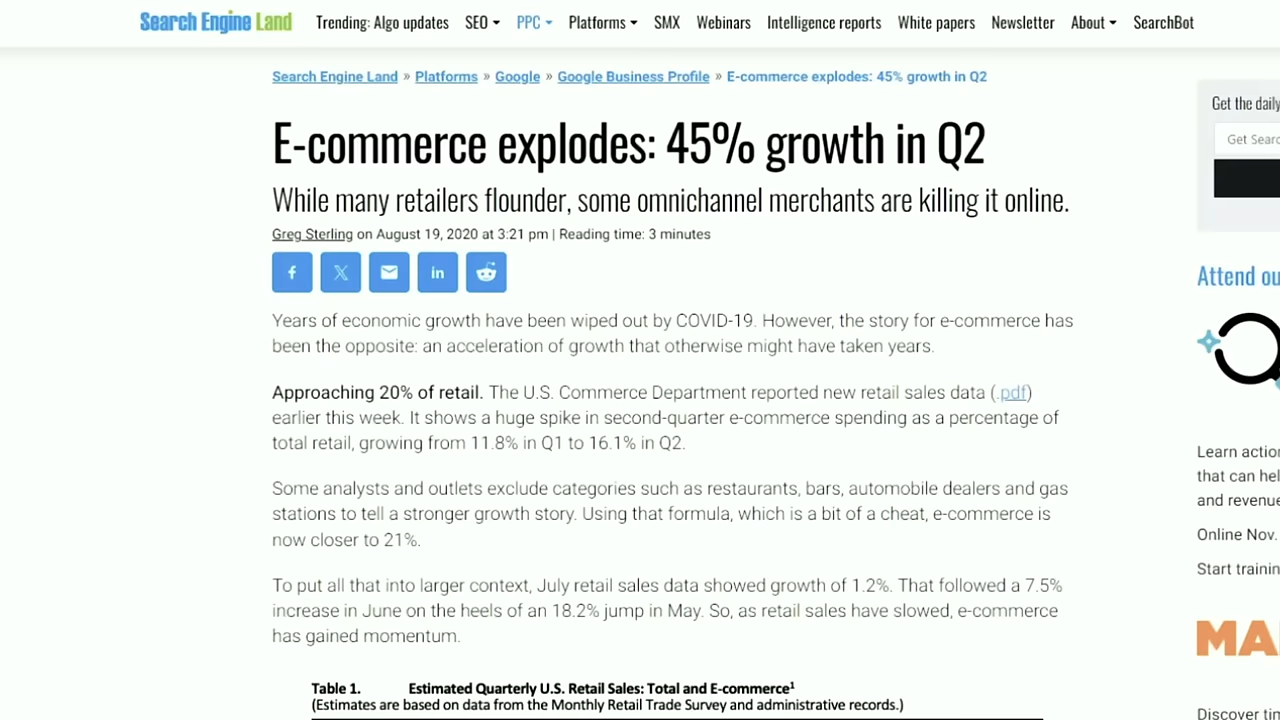 Search Engine Land Trending: Algo updates SEO PPC Platforms SMX Webinars Intelligence reports White papers Newsletter About SearchBot
Search Engine Land » Platforms » Google » Google Business Profile » E-commerce explodes: 45% growth in Q2
E-commerce explodes: 45% growth in Q2
While many retailers flounder, some omnichannel merchants are killing it online.
Greg Sterling on August 19, 2020 at 3:21 pm | Reading time: 3 minutes
Years of economic growth have been wiped out by COVID-19. However, the story for e-commerce has
been the opposite: an acceleration of growth that otherwise might have taken years.
Approaching 20% of retail. The U.S. Commerce Department reported new retail sales data (.pdf)
earlier this week. It shows a huge spike in second-quarter e-commerce spending as a percentage of
total retail, growing from 11.8% in Q1 to 16.1% in Q2.
Some analysts and outlets exclude categories such as restaurants, bars, automobile dealers and gas
stations to tell a stronger growth story. Using that formula, which is a bit of a cheat, e-commerce is
now closer to 21%.
To put all that into larger context, July retail sales data showed growth of 1.2%. That followed a 7.5%
increase in June on the heels of an 18.2% jump in May. So, as retail sales have slowed, e-commerce
has gained momentum.
Table 1. Estimated Quarterly U.S. Retail Sales: Total and E-commerce¹
(Estimates are based on data from the Monthly Retail Trade Survey and administrative records.)
Get the daily
Get Sear
Attend ou
Learn actio
that can hel
and revenue
Online Nov.
Start trainin
MA
Discover tim